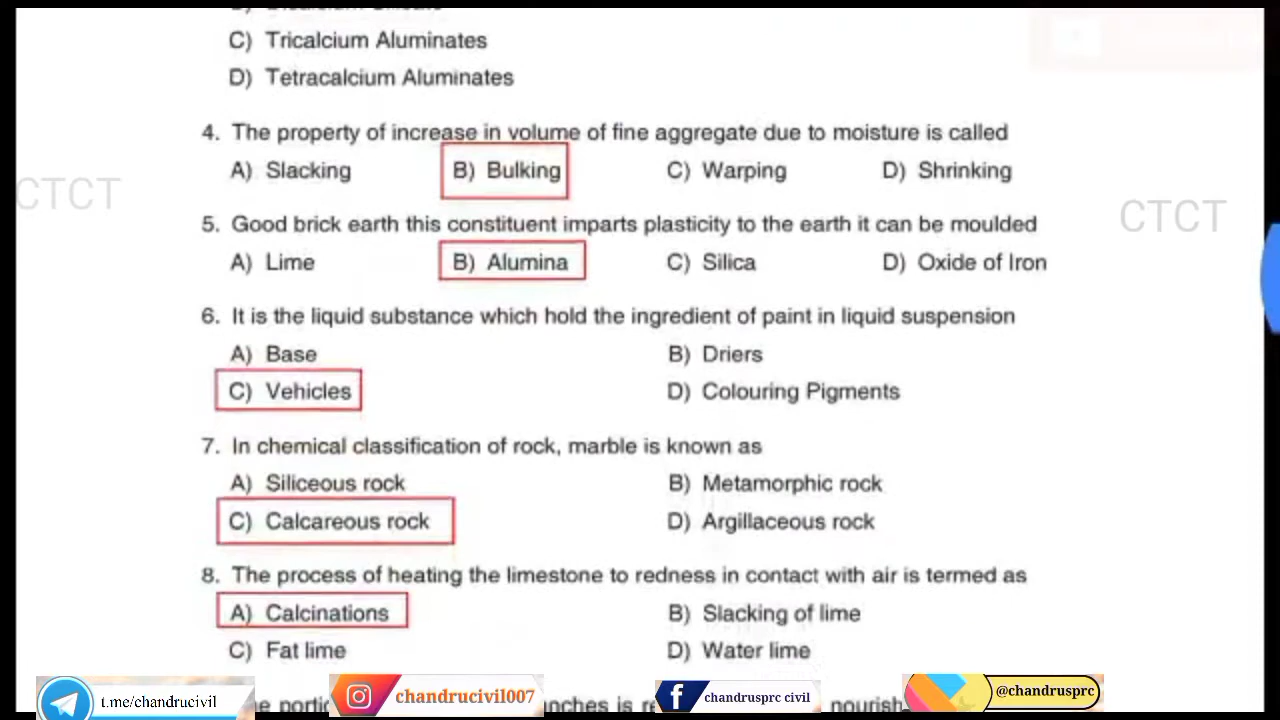 C) Tricalcium Aluminates
D) Tetracalcium Aluminates
4. The property of increase in volume of fine aggregate due to moisture is called
A) Slacking B) Bulking C) Warping D) Shrinking
CTCT
CTCT
5. Good brick earth this constituent imparts plasticity to the earth it can be moulded
A) Lime B) Alumina C) Silica D) Oxide of Iron
6. It is the liquid substance which hold the ingredient of paint in liquid suspension
A) Base B) Driers
C) Vehicles D) Colouring Pigments
7. In chemical classification of rock, marble is known as
A) Siliceous rock B) Metamorphic rock
C) Calcareous rock D) Argillaceous rock
8. The process of heating the limestone to redness in contact with air is termed as
A) Calcinations B) Slacking of lime
C) Fat lime D) Water lime
t.me/chandrucivil chandrucivil007 chandrusprc civil @chandrusprc